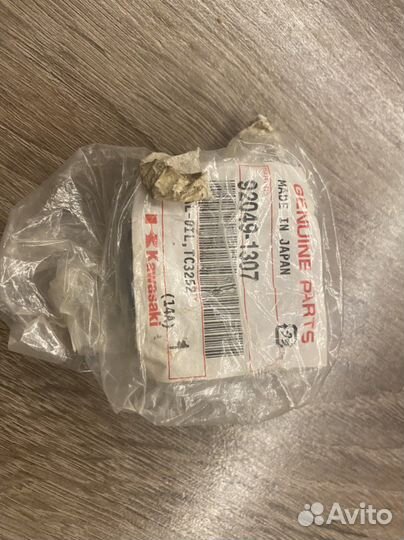 GENUINE PARTS
MADE IN JAPAN
92049-1307
-OIL,TC3252
(14A) 1
Kawasaki
Avito